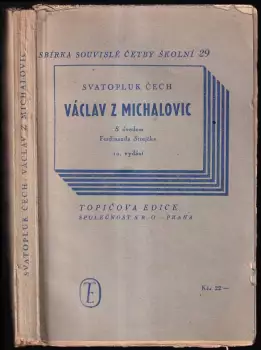 SBÍRKA SOUVISLÉ ČETBY ŠKOLNÍ 29
SVATOPLUK ČECH
VÁCLAV Z MICHALOVIC
S úvodem
Ferdinanda Strejčka
10. vydání
TOPIČOVA EDICE
SPOLEČNOST S R. O. - PRAHA
TE
Kčs 22 —
SVATOPLUK ČECH: VÁCLAV Z MICHALOVIC